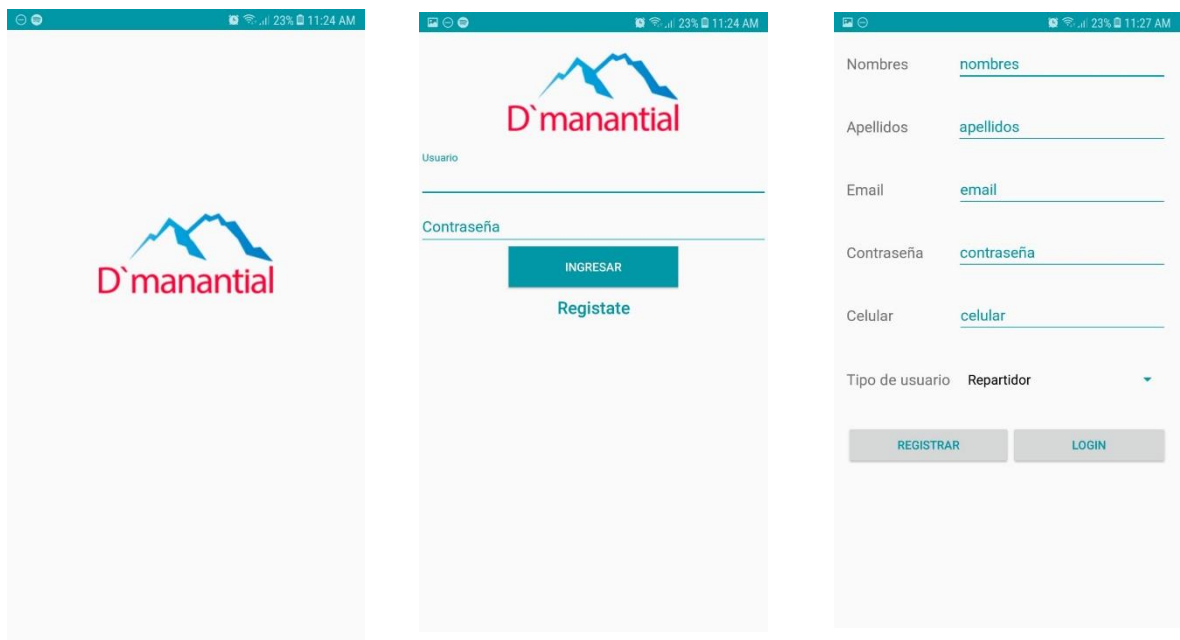 23% 11:24 AM
D`manantial
23% 11:24 AM
D`manantial
Usuario
Contraseña
INGRESAR
Registate
23% 11:27 AM
Nombres nombres
Apellidos apellidos
Email email
Contraseña contraseña
Celular celular
Tipo de usuario Repartidor
REGISTRAR LOGIN